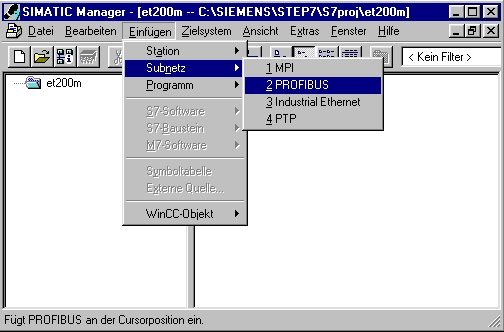 SIMATIC Manager - [et200m -- C:\SIEMENS\STEP7\S7proj\et200m]
Datei Bearbeiten Einfügen Zielsystem Ansicht Extras Fenster Hilfe
< Kein Filter >
et200m
Station
Subnetz
Programm
S7-Software
S7-Baustein
M7-Software
Symboltabelle
Externe Quelle...
WinCC-Objekt
1 MPI
2 PROFIBUS
3 Industrial Ethernet
4 PTP
Fügt PROFIBUS an der Cursorposition ein.